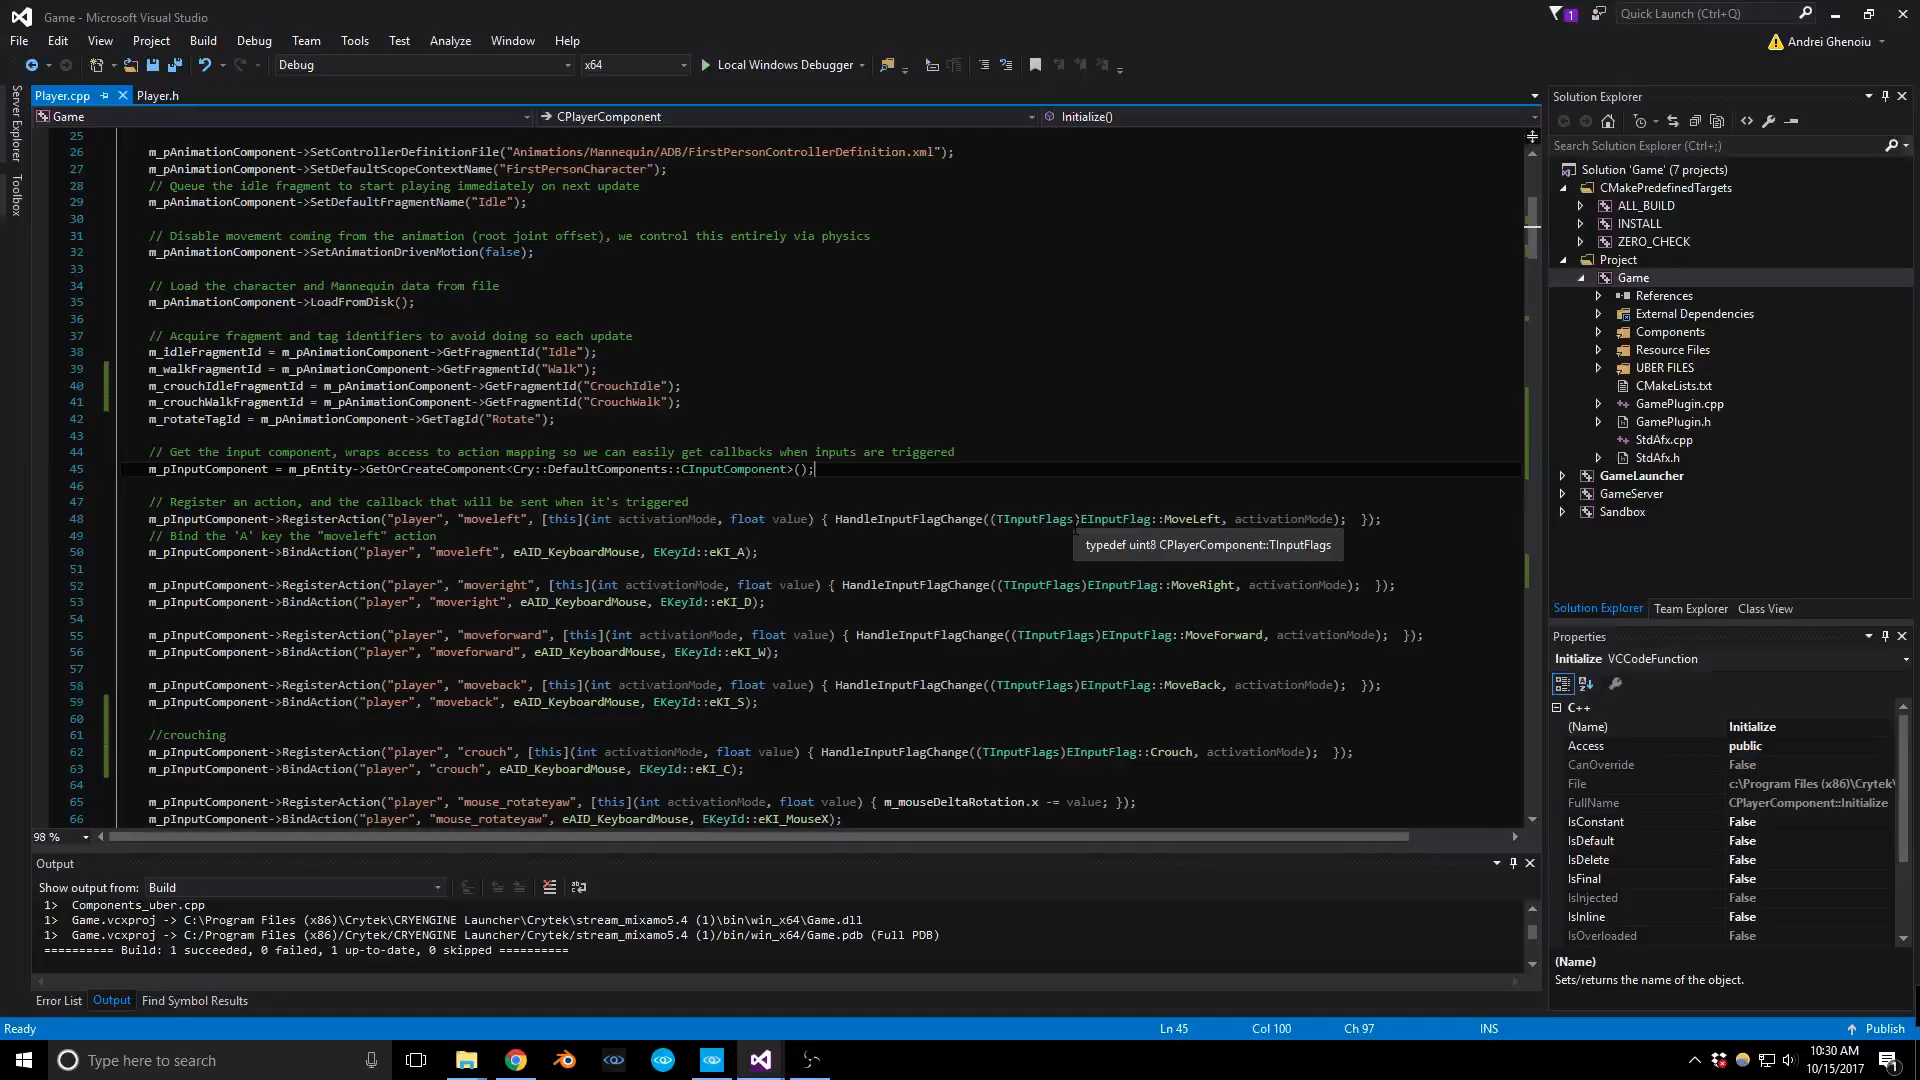 Game - Microsoft Visual Studio
1
Quick Launch (Ctrl+Q)
File Edit View Project Build Debug Team Tools Test Analyze Window Help
Andrei Ghenoiu
Debug
x64
Local Windows Debugger
Server Explorer
Toolbox
Player.cpp
Player.h
Game
CPlayerComponent
Initialize()
25
26 m_pAnimationComponent->SetControllerDefinitionFile("Animations/Mannequin/ADB/FirstPersonControllerDefinition.xml");
27 m_pAnimationComponent->SetDefaultScopeContextName("FirstPersonCharacter");
28 // Queue the idle fragment to start playing immediately on next update
29 m_pAnimationComponent->SetDefaultFragmentName("Idle");
30
31 // Disable movement coming from the animation (root joint offset), we control this entirely via physics
32 m_pAnimationComponent->SetAnimationDrivenMotion(false);
33
34 // Load the character and Mannequin data from file
35 m_pAnimationComponent->LoadFromDisk();
36
37 // Acquire fragment and tag identifiers to avoid doing so each update
38 m_idleFragmentId = m_pAnimationComponent->GetFragmentId("Idle");
39 m_walkFragmentId = m_pAnimationComponent->GetFragmentId("Walk");
40 m_crouchIdleFragmentId = m_pAnimationComponent->GetFragmentId("CrouchIdle");
41 m_crouchWalkFragmentId = m_pAnimationComponent->GetFragmentId("CrouchWalk");
42 m_rotateTagId = m_pAnimationComponent->GetTagId("Rotate");
43
44 // Get the input component, wraps access to action mapping so we can easily get callbacks when inputs are triggered
45 m_pInputComponent = m_pEntity->GetOrCreateComponent<Cry::DefaultComponents::CInputComponent>();
46
47 // Register an action, and the callback that will be sent when it's triggered
48 m_pInputComponent->RegisterAction("player", "moveleft", [this](int activationMode, float value) { HandleInputFlagChange((TInputFlags)EInputFlag::MoveLeft, activationMode);  });
49 // Bind the 'A' key the "moveleft" action
50 m_pInputComponent->BindAction("player", "moveleft", eAID_KeyboardMouse, EKeyId::eKI_A);
typedef uint8 CPlayerComponent::TInputFlags
51
52 m_pInputComponent->RegisterAction("player", "moveright", [this](int activationMode, float value) { HandleInputFlagChange((TInputFlags)EInputFlag::MoveRight, activationMode);  });
53 m_pInputComponent->BindAction("player", "moveright", eAID_KeyboardMouse, EKeyId::eKI_D);
54
55 m_pInputComponent->RegisterAction("player", "moveforward", [this](int activationMode, float value) { HandleInputFlagChange((TInputFlags)EInputFlag::MoveForward, activationMode);  });
56 m_pInputComponent->BindAction("player", "moveforward", eAID_KeyboardMouse, EKeyId::eKI_W);
57
58 m_pInputComponent->RegisterAction("player", "moveback", [this](int activationMode, float value) { HandleInputFlagChange((TInputFlags)EInputFlag::MoveBack, activationMode);  });
59 m_pInputComponent->BindAction("player", "moveback", eAID_KeyboardMouse, EKeyId::eKI_S);
60
61 //crouching
62 m_pInputComponent->RegisterAction("player", "crouch", [this](int activationMode, float value) { HandleInputFlagChange((TInputFlags)EInputFlag::Crouch, activationMode);  });
63 m_pInputComponent->BindAction("player", "crouch", eAID_KeyboardMouse, EKeyId::eKI_C);
64
65 m_pInputComponent->RegisterAction("player", "mouse_rotateyaw", [this](int activationMode, float value) { m_mouseDeltaRotation.x -= value; });
66 m_pInputComponent->BindAction("player", "mouse_rotateyaw", eAID_KeyboardMouse, EKeyId::eKI_MouseX);
98 %
Output
Show output from: Build
1>  Components_uber.cpp
1>  Game.vcxproj -> C:\Program Files (x86)\Crytek\CRYENGINE Launcher\Crytek\stream_mixamo5.4 (1)\bin\win_x64\Game.dll
1>  Game.vcxproj -> C:/Program Files (x86)/Crytek/CRYENGINE Launcher/Crytek/stream_mixamo5.4 (1)/bin/win_x64/Game.pdb (Full PDB)
========== Build: 1 succeeded, 0 failed, 1 up-to-date, 0 skipped ==========
Error List Output Find Symbol Results
Solution Explorer
Search Solution Explorer (Ctrl+;)
Solution 'Game' (7 projects)
CMakePredefinedTargets
ALL_BUILD
INSTALL
ZERO_CHECK
Project
Game
References
External Dependencies
Components
Resource Files
UBER FILES
CMakeLists.txt
GamePlugin.cpp
GamePlugin.h
StdAfx.cpp
StdAfx.h
GameLauncher
GameServer
Sandbox
Solution Explorer Team Explorer Class View
Properties
Initialize VCCodeFunction
C++
(Name) Initialize
Access public
CanOverride False
File c:\Program Files (x86)\Crytek\
FullName CPlayerComponent::Initialize
IsConstant False
IsDefault False
IsDelete False
IsFinal False
IsInjected False
IsInline False
IsOverloaded False
(Name)
Sets/returns the name of the object.
Ready
Ln 45
Col 100
Ch 97
INS
Publish
Type here to search
10:30 AM
10/15/2017
1